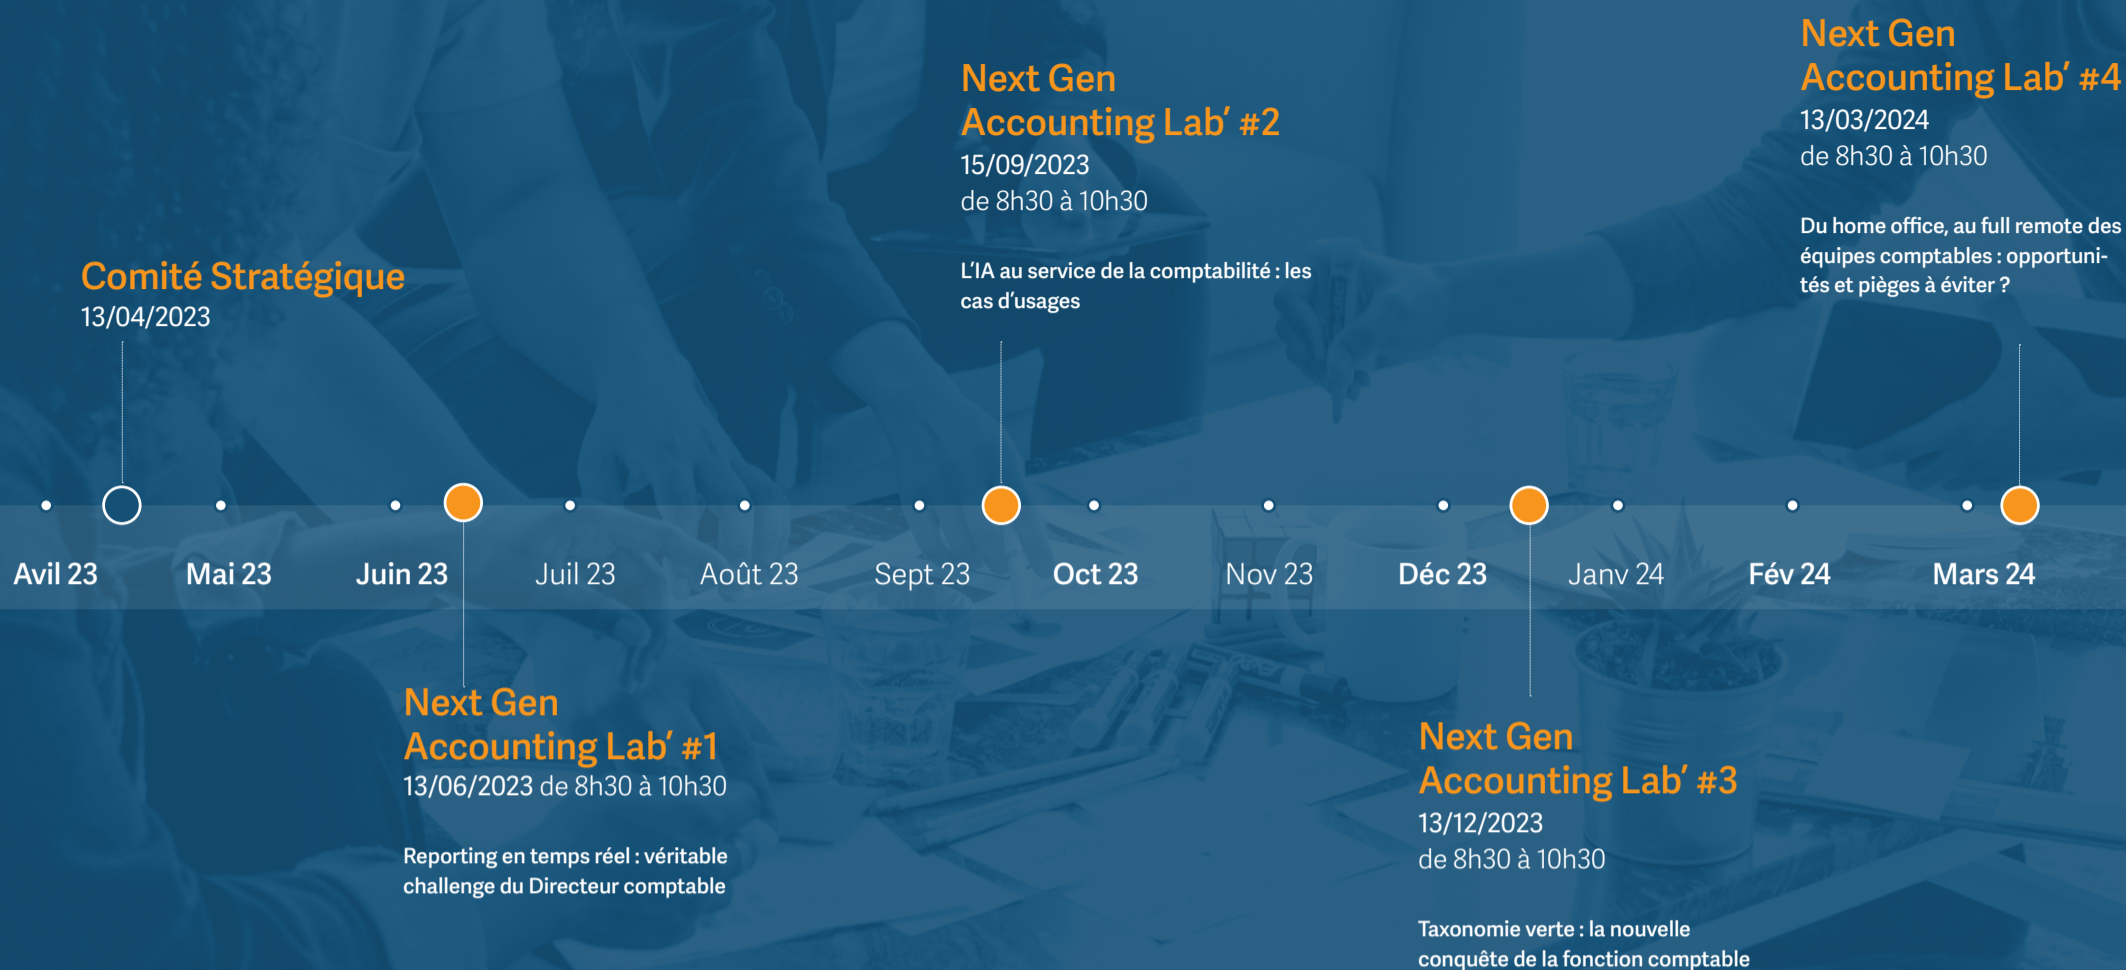 Next Gen
Accounting Lab’ #4
13/03/2024
de 8h30 à 10h30
Du home office, au full remote des
équipes comptables : opportuni-
tés et pièges à éviter ?
Next Gen
Accounting Lab’ #2
15/09/2023
de 8h30 à 10h30
L’IA au service de la comptabilité : les
cas d’usages
Comité Stratégique
13/04/2023
Avil 23
Mai 23
Juin 23
Juil 23
Août 23
Sept 23
Oct 23
Nov 23
Déc 23
Janv 24
Fév 24
Mars 24
Next Gen
Accounting Lab’ #1
13/06/2023 de 8h30 à 10h30
Reporting en temps réel : véritable
challenge du Directeur comptable
Next Gen
Accounting Lab’ #3
13/12/2023
de 8h30 à 10h30
Taxonomie verte : la nouvelle
conquête de la fonction comptable